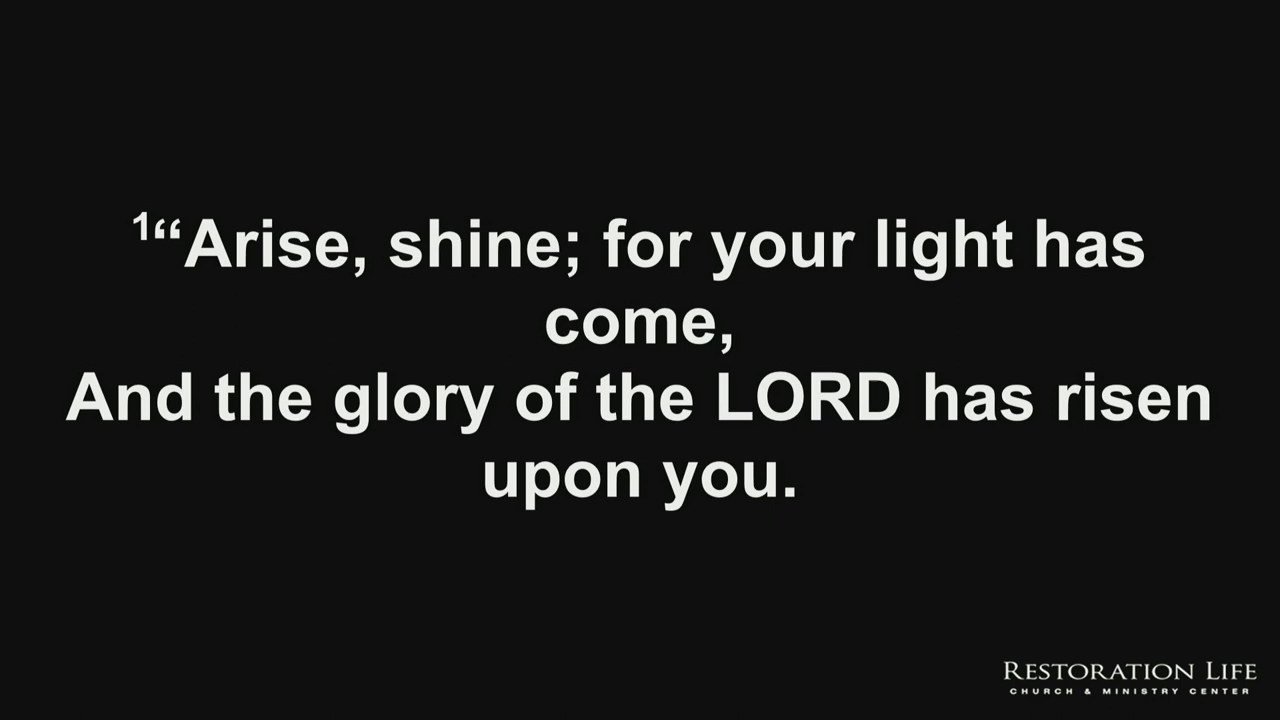 ¹“Arise, shine; for your light has
come,
And the glory of the LORD has risen
upon you.
RESTORATION LIFE
CHURCH & MINISTRY CENTER